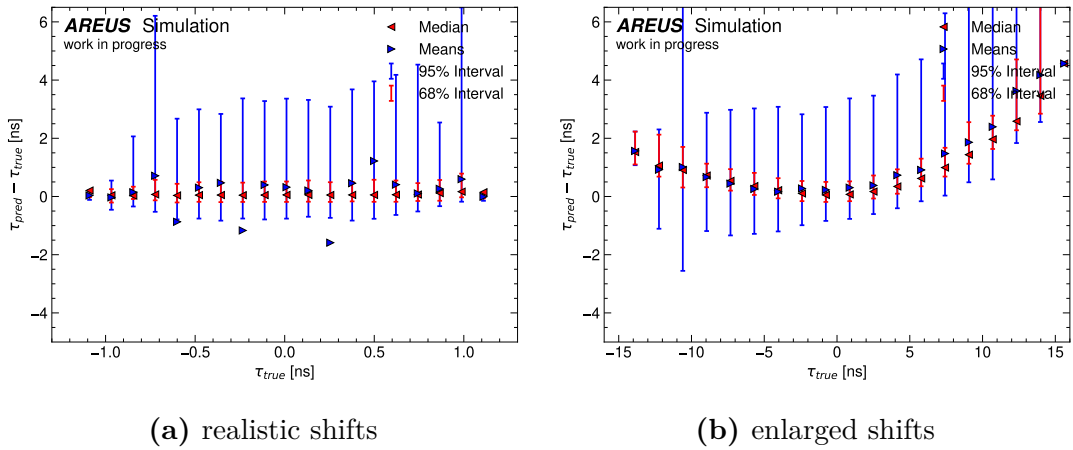 AREUS Simulation
work in progress
Median
Means
95% Interval
68% Interval
6
4
2
0
−2
−4
τpred − τtrue [ns]
−1.0 −0.5 0.0 0.5 1.0
τtrue [ns]
(a) realistic shifts
AREUS Simulation
work in progress
Median
Means
95% Interval
68% Interval
6
4
2
0
−2
−4
τpred − τtrue [ns]
−15 −10 −5 0 5 10 15
τtrue [ns]
(b) enlarged shifts